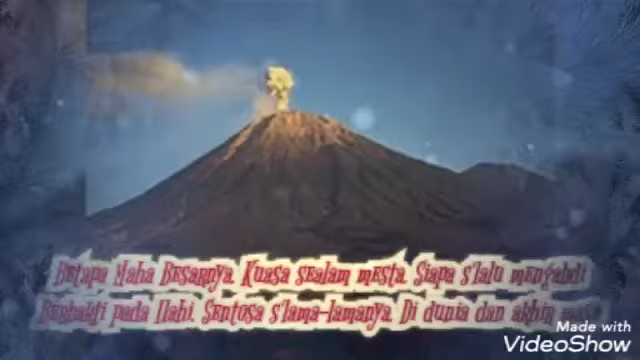 Betapa Maha Besarnya, Kuasa sealam mesta, Siapa s'lalu mengabdi
Berbakti pada Ilahi, Sentosa s'lama-lamanya, Di dunia dan akhir masa
Made with
VideoShow